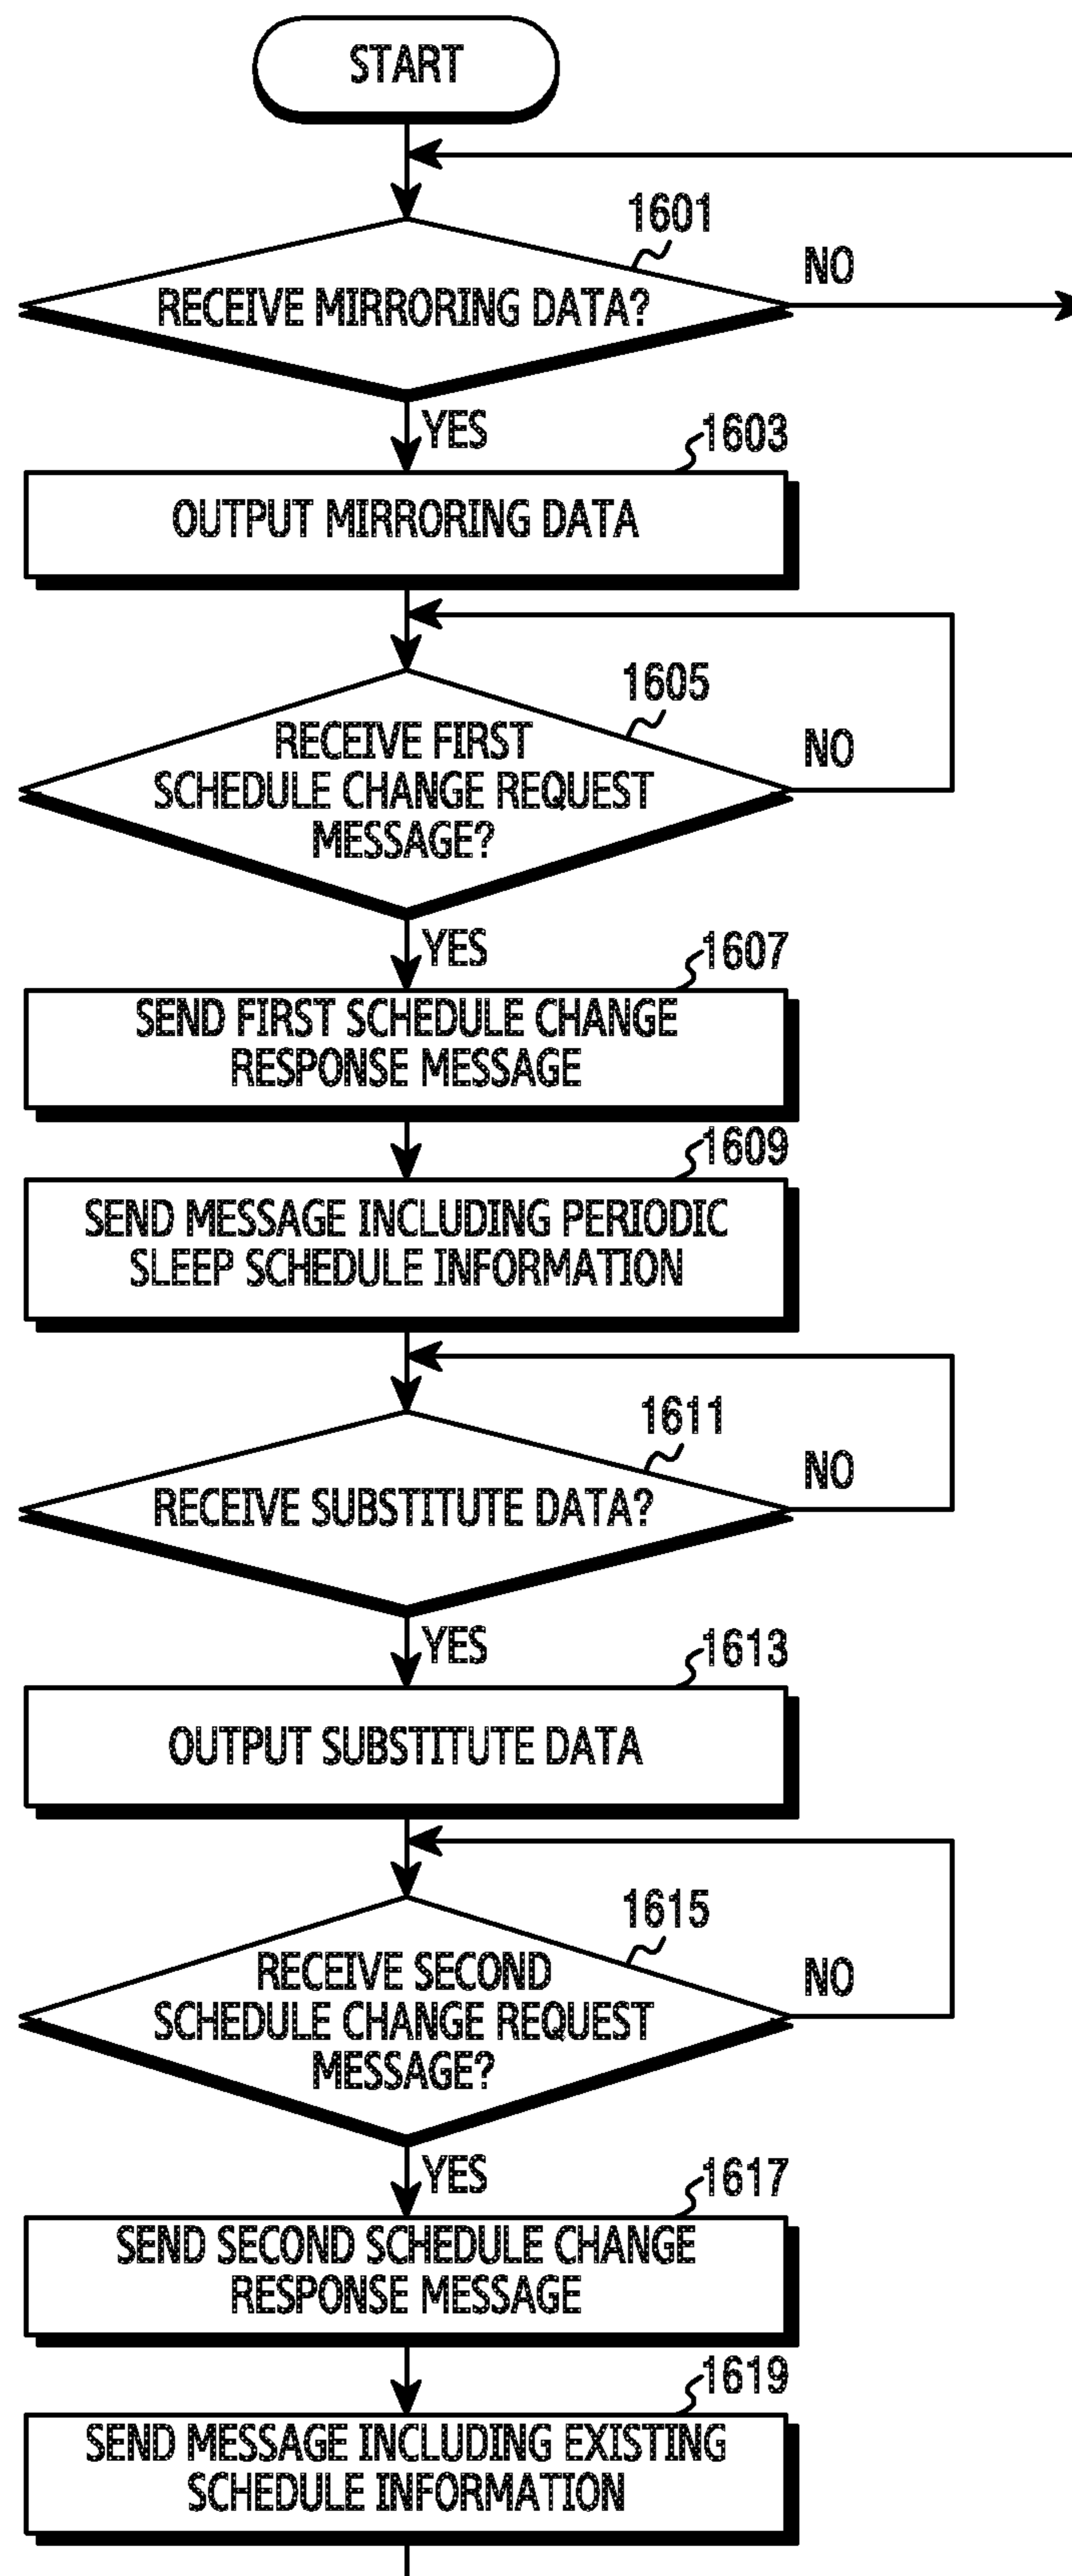 START
1601
RECEIVE MIRRORING DATA?
NO
YES
1603
OUTPUT MIRRORING DATA
1605
RECEIVE FIRST
SCHEDULE CHANGE REQUEST
MESSAGE?
NO
YES
1607
SEND FIRST SCHEDULE CHANGE
RESPONSE MESSAGE
1609
SEND MESSAGE INCLUDING PERIODIC
SLEEP SCHEDULE INFORMATION
1611
RECEIVE SUBSTITUTE DATA?
NO
YES
1613
OUTPUT SUBSTITUTE DATA
1615
RECEIVE SECOND
SCHEDULE CHANGE REQUEST
MESSAGE?
NO
YES
1617
SEND SECOND SCHEDULE CHANGE
RESPONSE MESSAGE
1619
SEND MESSAGE INCLUDING EXISTING
SCHEDULE INFORMATION